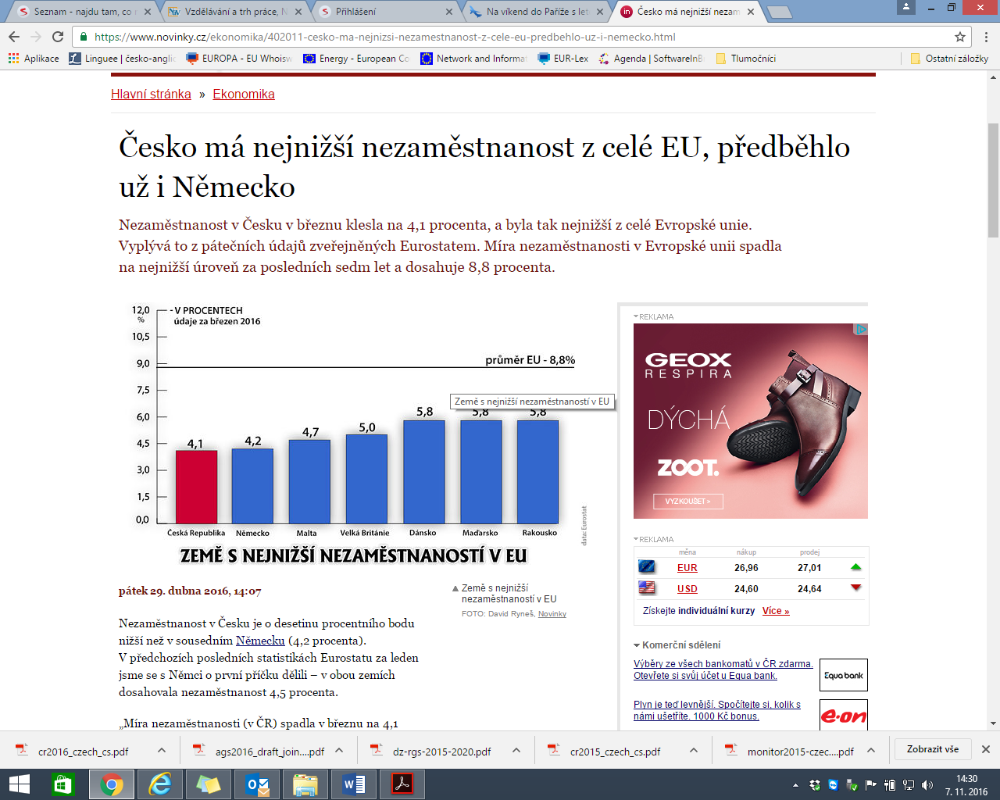 Seznam - najdu tam, co n
Vzdělávání a trh práce, N
Přihlášení
Na víkend do Paříže s let
Česko má nejnižší nezam
https://www.novinky.cz/ekonomika/402011-cesko-ma-nejnizsi-nezamestnanost-z-cele-eu-predbehlo-uz-i-nemecko.html
Aplikace
Linguee | česko-anglic
EUROPA - EU Whoisw
Energy - European Co
Network and Informat
EUR-Lex
Agenda | SoftwareInB
Tlumočníci
Ostatní záložky
Hlavní stránka » Ekonomika
Česko má nejnižší nezaměstnanost z celé EU, předběhlo
už i Německo
Nezaměstnanost v Česku v březnu klesla na 4,1 procenta, a byla tak nejnižší z celé Evropské unie.
Vyplývá to z pátečních údajů zveřejněných Eurostatem. Míra nezaměstnanosti v Evropské unii spadla
na nejnižší úroveň za posledních sedm let a dosahuje 8,8 procenta.
12,0
%
- V PROCENTECH
údaje za březen 2016
10,5
9,0
7,5
6,0
4,5
3,0
1,5
0,0
průměr EU - 8,8%
Země s nejnižší nezaměstnaností v EU
4,1
4,2
4,7
5,0
5,8
5,8
5,8
Česká Republika
Německo
Malta
Velká Británie
Dánsko
Maďarsko
Rakousko
data: Eurostat
ZEMĚ S NEJNIŽŠÍ NEZAMĚSTNANOSTÍ V EU
pátek 29. dubna 2016, 14:07
Země s nejnižší
nezaměstnaností v EU
FOTO: David Ryneš, Novinky
Nezaměstnanost v Česku je o desetinu procentního bodu
nižší než v sousedním Německu (4,2 procenta).
V předchozích posledních statistikách Eurostatu za leden
jsme se s Němci o první příčku dělili – v obou zemích
dosahovala nezaměstnanost 4,5 procenta.
„Míra nezaměstnanosti (v ČR) spadla v březnu na 4,1
REKLAMA
GEOX
RESPIRA
DÝCHÁ
ZOOT.
VYZKOUŠET >
REKLAMA
měna nákup prodej
EUR 26,96 27,01
USD 24,60 24,64
Získejte individuální kurzy Více »
Komerční sdělení
Výběry ze všech bankomatů v ČR zdarma.
Otevřete si svůj účet u Equa bank.
Equa bank
Plyn je teď levnější. Spočítejte si, kolik s
námi ušetříte. 1000 Kč bonus.
e·on
cr2016_czech_cs.pdf
ags2016_draft_join....pdf
dz-rgs-2015-2020.pdf
cr2015_czech_cs.pdf
monitor2015-czec....pdf
Zobrazit vše
14:30
7. 11. 2016